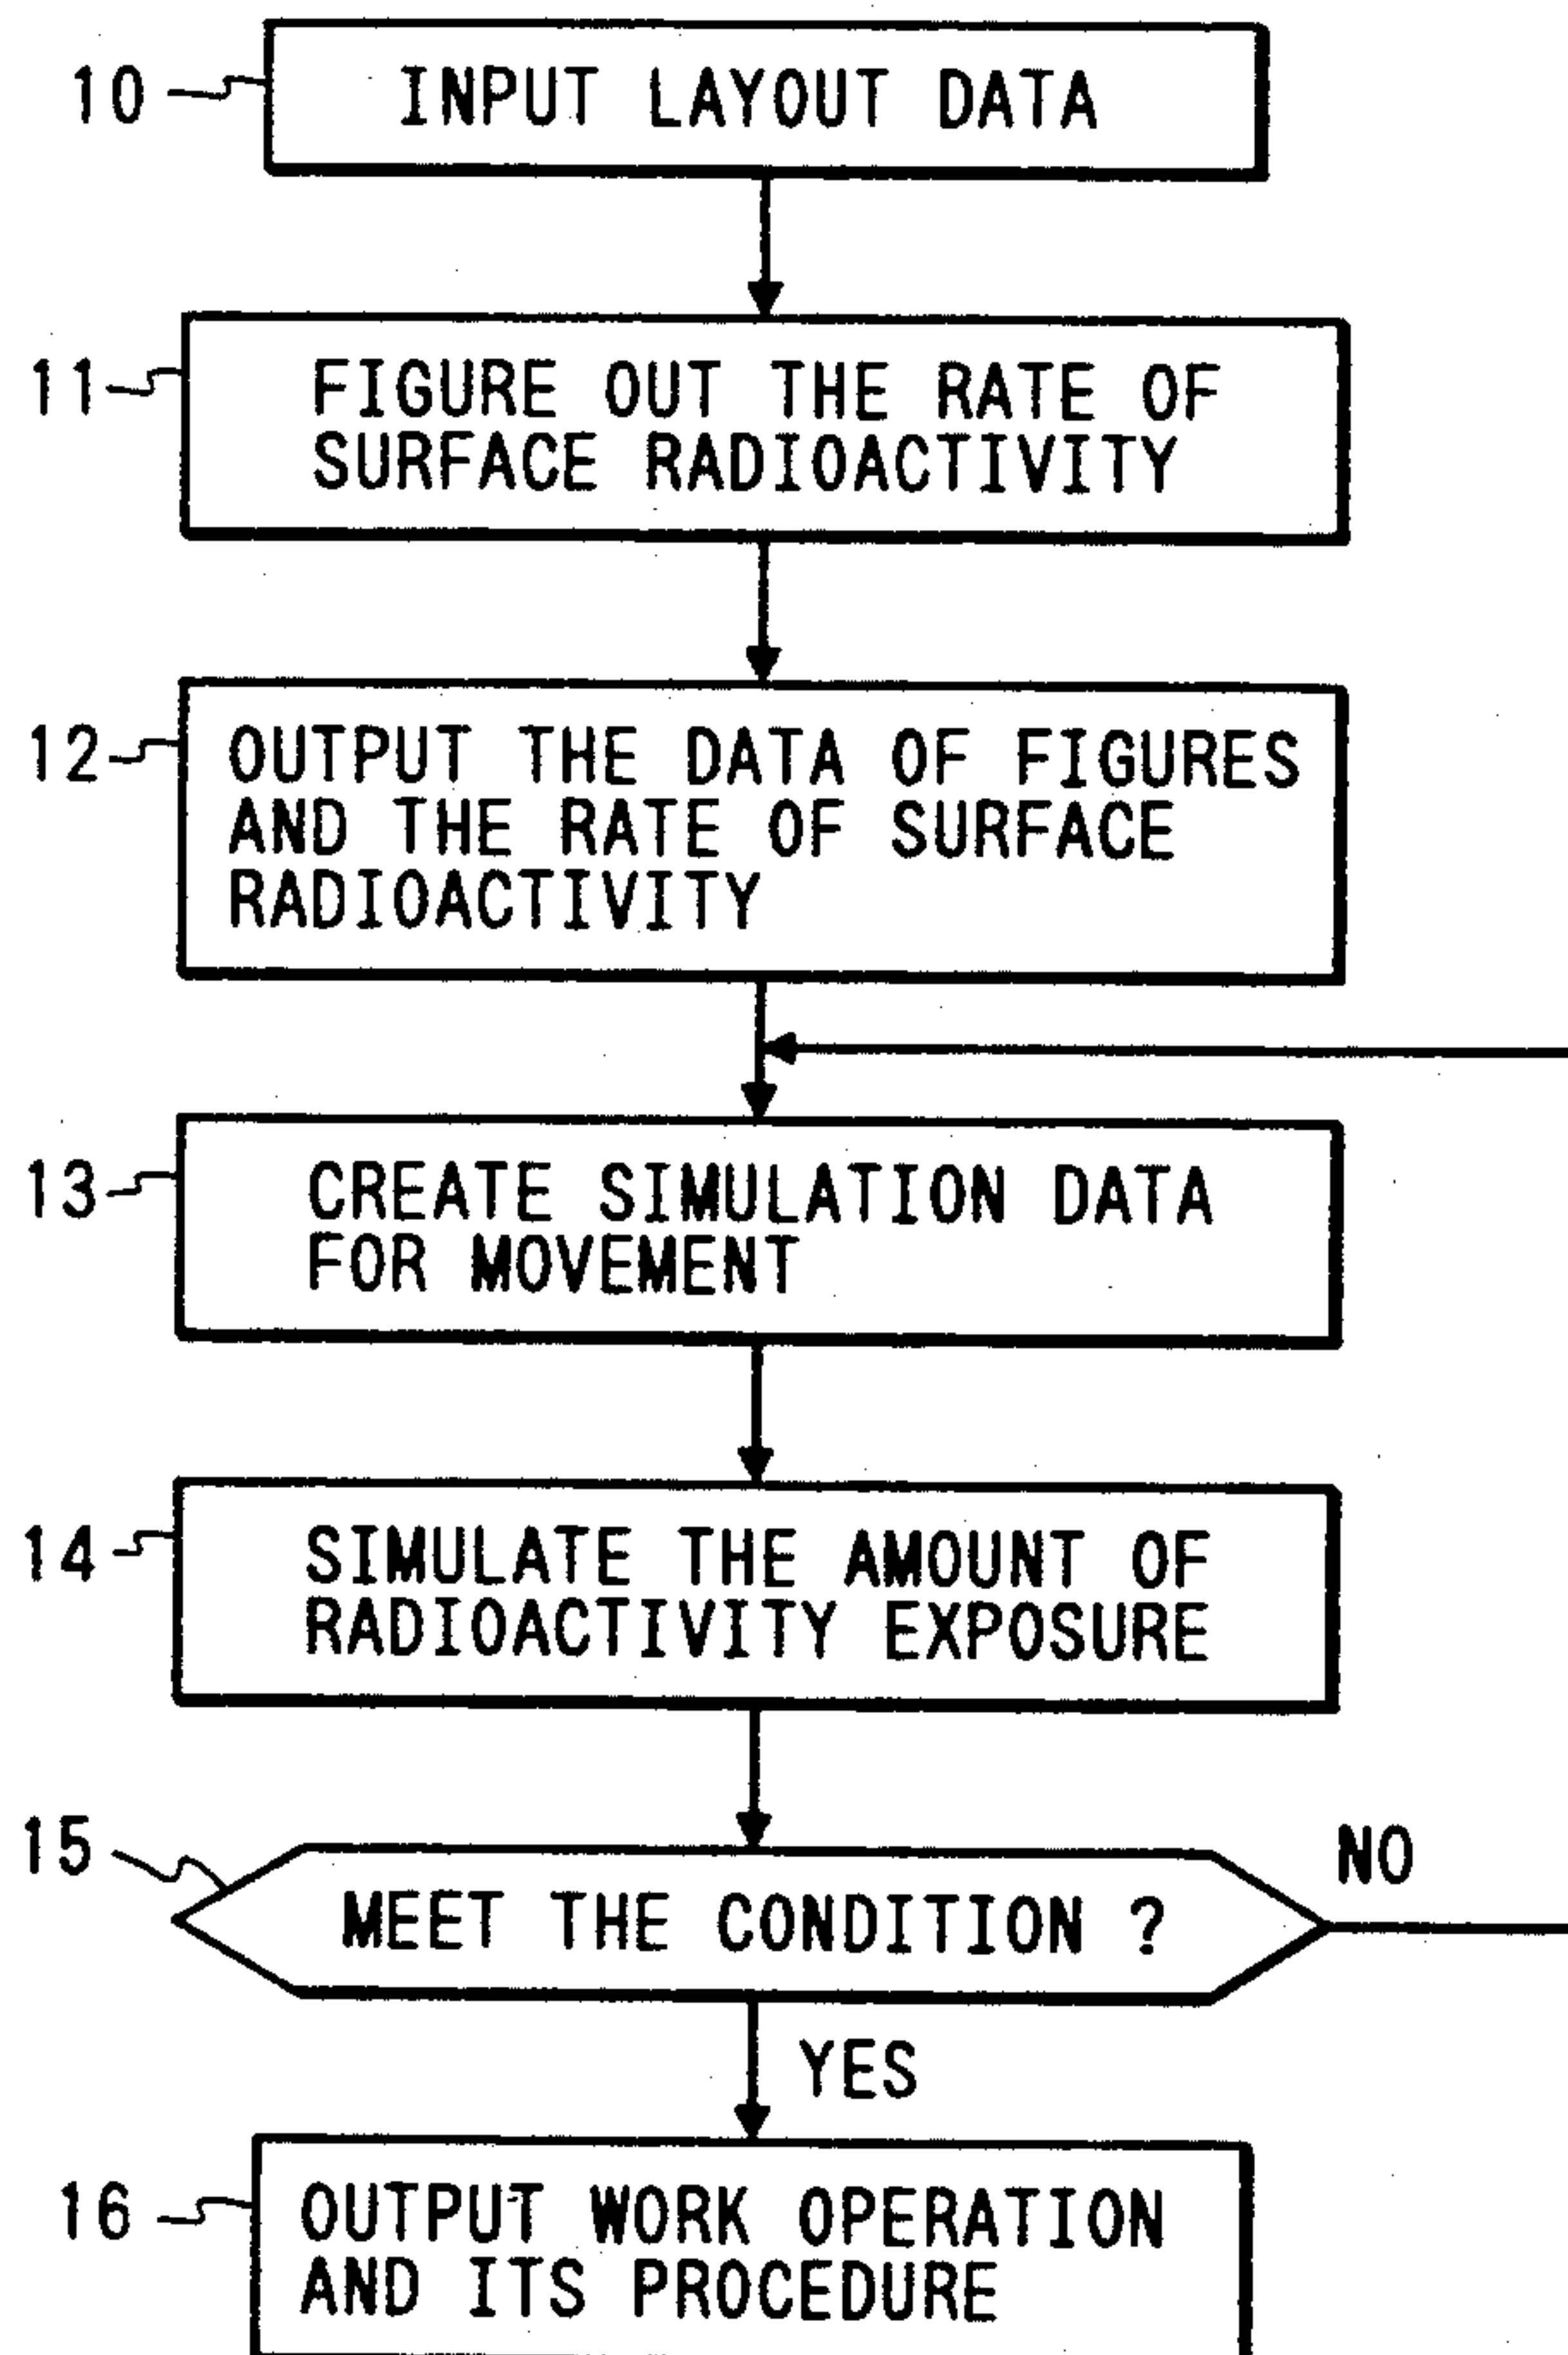 10
INPUT LAYOUT DATA
11
FIGURE OUT THE RATE OF
SURFACE RADIOACTIVITY
12
OUTPUT THE DATA OF FIGURES
AND THE RATE OF SURFACE
RADIOACTIVITY
13
CREATE SIMULATION DATA
FOR MOVEMENT
14
SIMULATE THE AMOUNT OF
RADIOACTIVITY EXPOSURE
15
MEET THE CONDITION ?
NO
YES
16
OUTPUT WORK OPERATION
AND ITS PROCEDURE